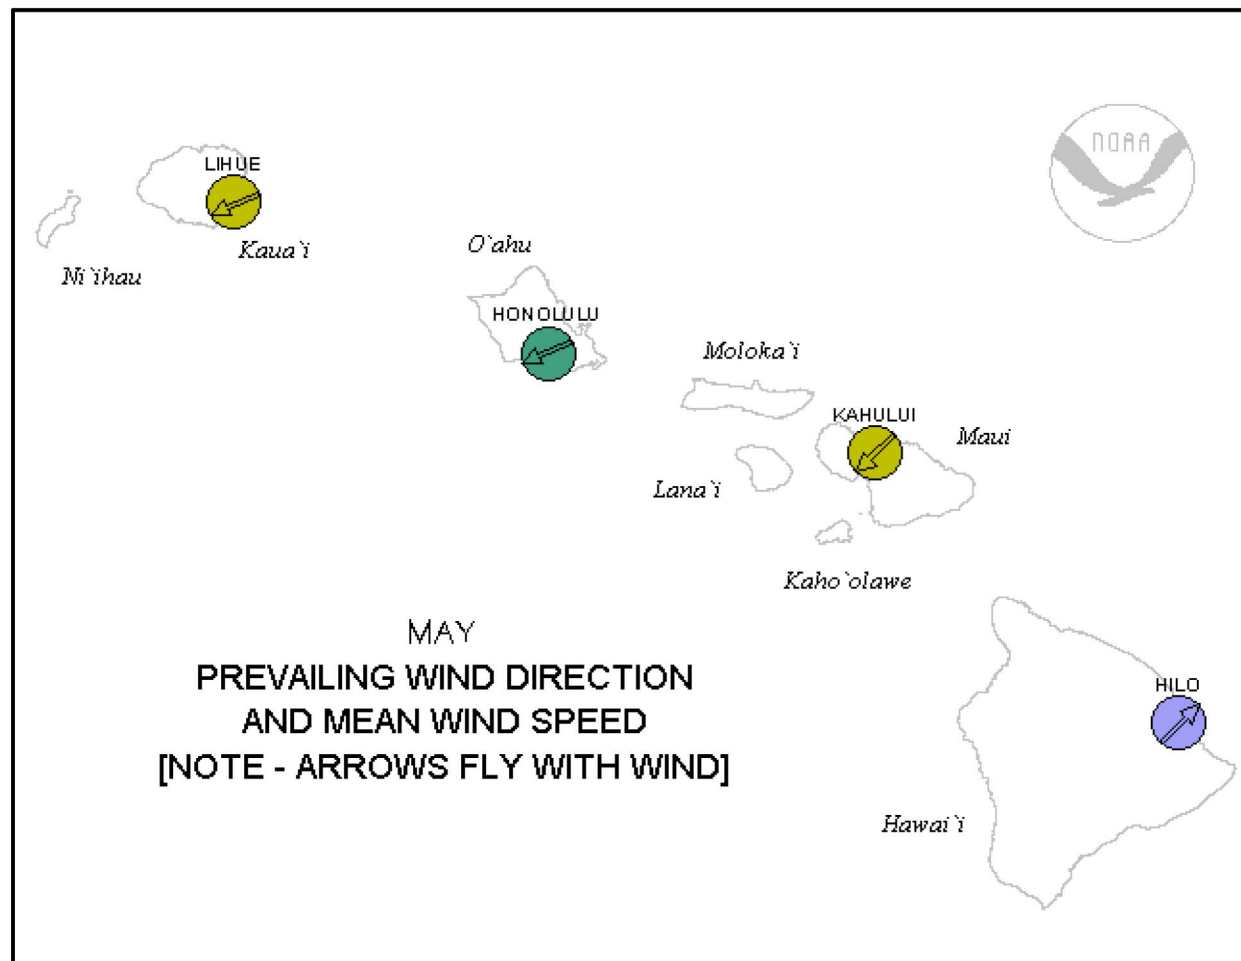 NOAA
LIHUE
Kaua`i
Ni`ihau
O`ahu
HONOLULU
Moloka`i
KAHULUI
Maui
Lana`i
Kaho`olawe
MAY
PREVAILING WIND DIRECTION
AND MEAN WIND SPEED
[NOTE - ARROWS FLY WITH WIND]
HILO
Hawai`i